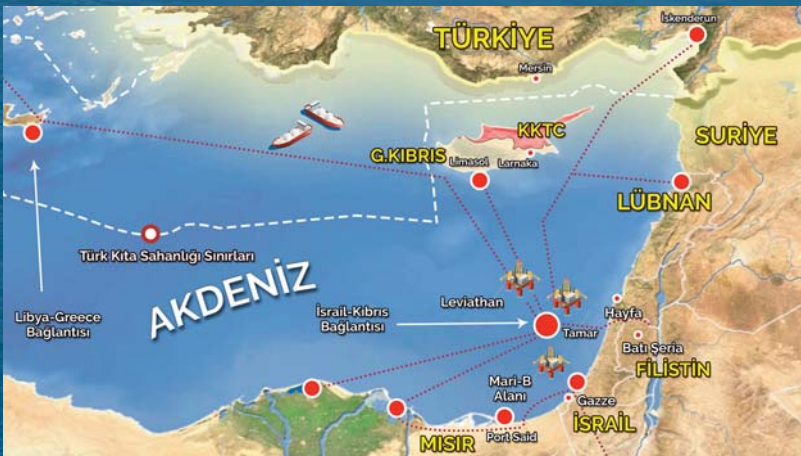 İskenderun
TÜRKİYE
Mersin
KKTC
SURİYE
G.KIBRIS
Limasol
Larnaka
LÜBNAN
Türk Kıta Sahanlığı Sınırları
AKDENİZ
Libya-Greece
Bağlantısı
İsrail-Kıbrıs
Bağlantısı
Leviathan
Tamar
Hayfa
Batı Şeria
FİLİSTİN
Mari-B
Alanı
Gazze
İSRAİL
MISIR
Port Said